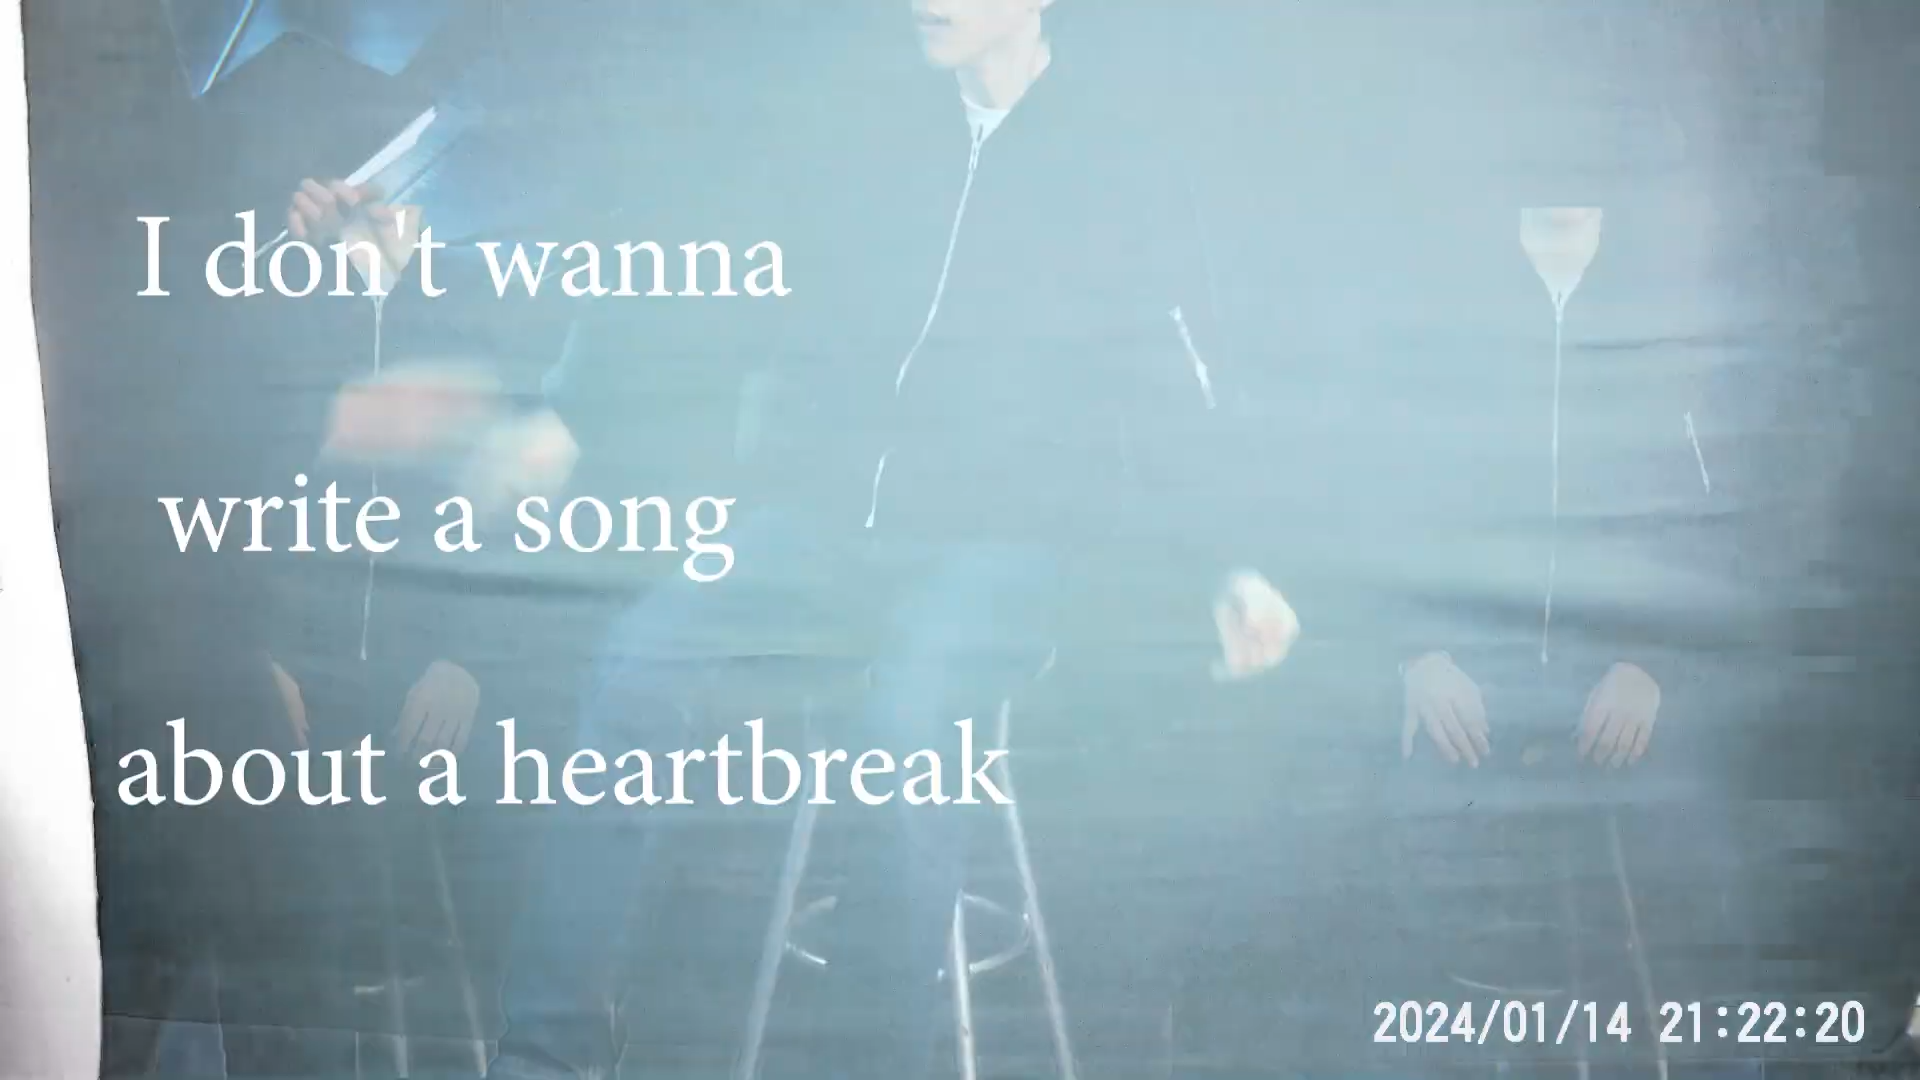 I don't wanna
write a song
about a heartbreak
2024/01/14 21:22:20